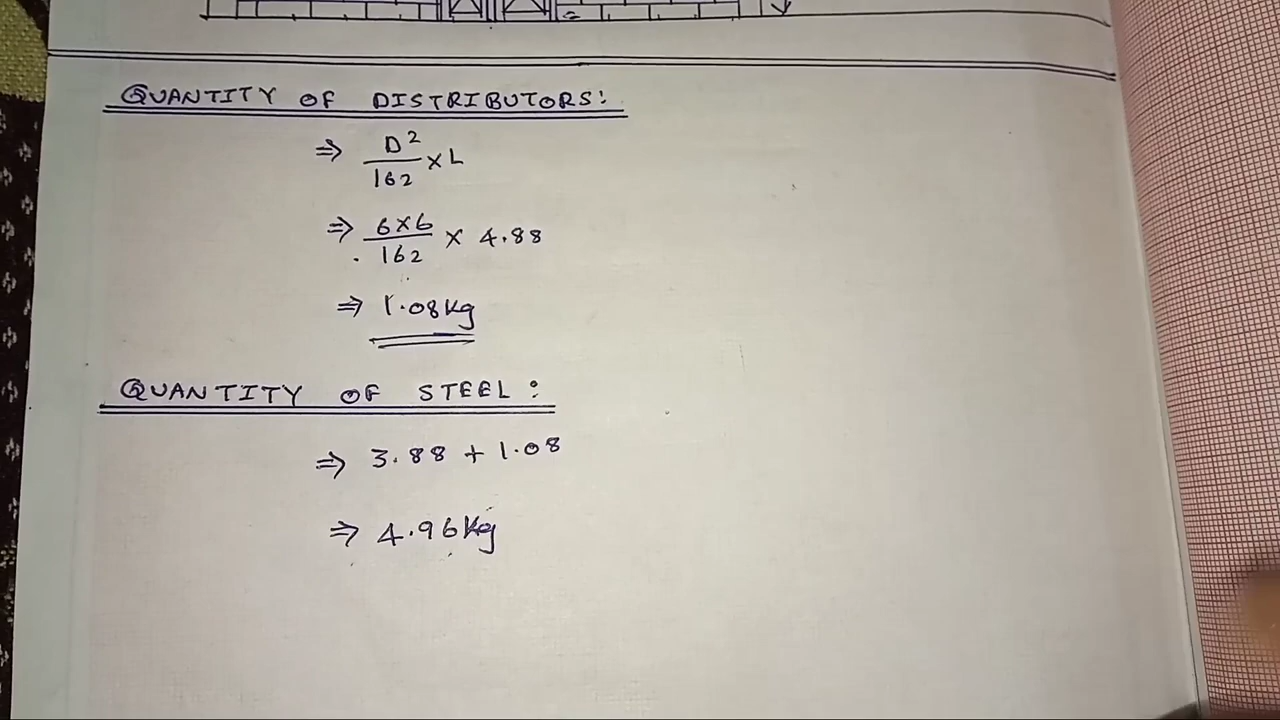 QUANTITY OF DISTRIBUTORS:
⇒ D²/162 × L
⇒ 6×6/162 × 4.88
⇒ 1.08kg
QUANTITY OF STEEL:
⇒ 3.88 + 1.08
⇒ 4.96kg